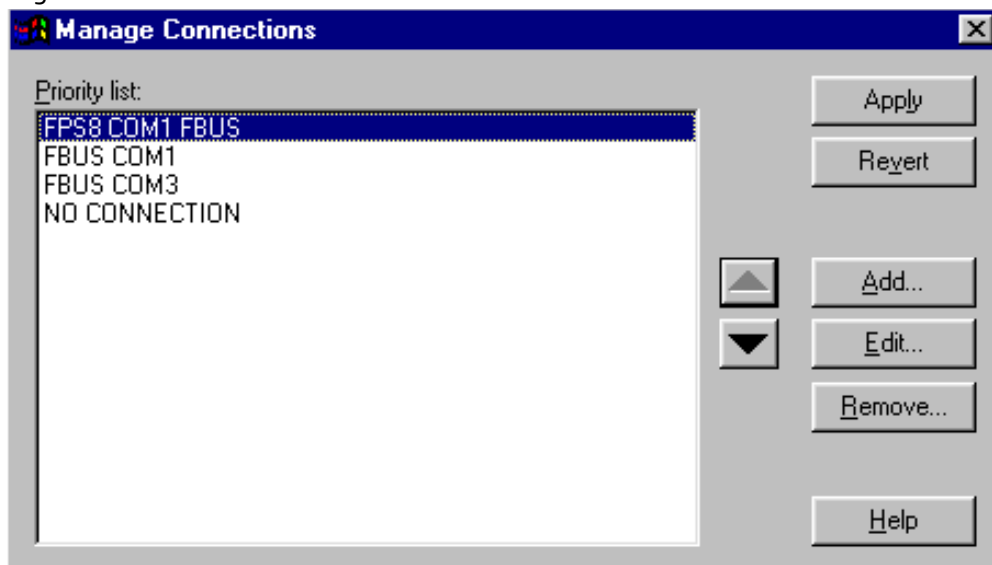 Manage Connections
Priority list:
FPS8 COM1 FBUS
FBUS COM1
FBUS COM3
NO CONNECTION
Apply
Revert
Add...
Edit...
Remove...
Help